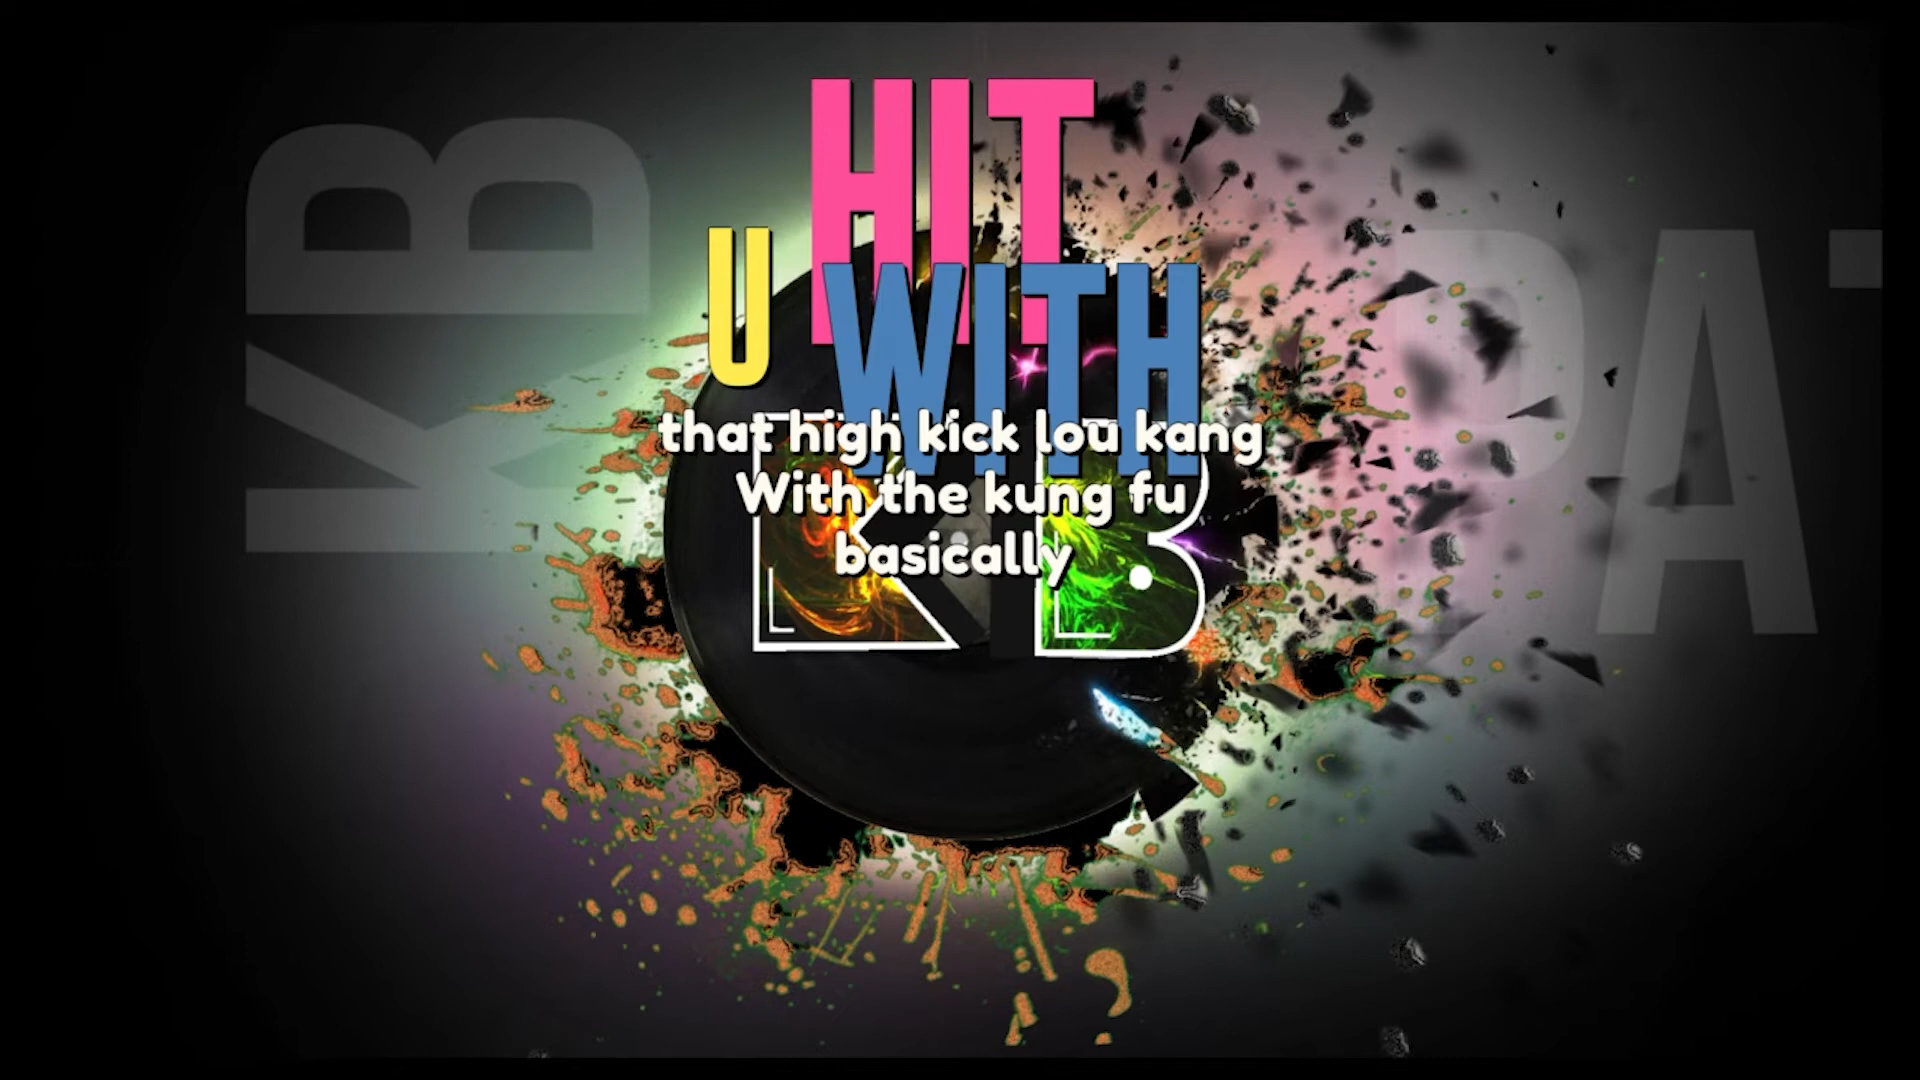 HIT
U WITH
that high kick lou kang
With the kung fu
basically
KB
KB
PA